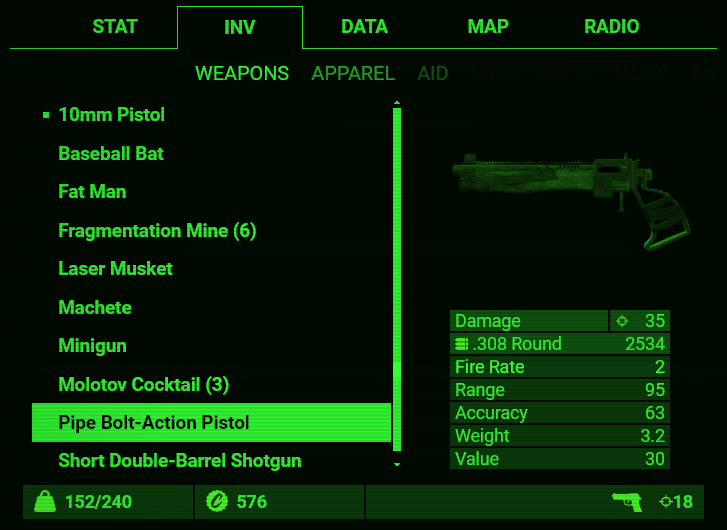 STAT INV DATA MAP RADIO
WEAPONS APPAREL AID
10mm Pistol
Baseball Bat
Fat Man
Fragmentation Mine (6)
Laser Musket
Machete
Minigun
Molotov Cocktail (3)
Pipe Bolt-Action Pistol
Short Double-Barrel Shotgun
Damage 35
.308 Round 2534
Fire Rate 2
Range 95
Accuracy 63
Weight 3.2
Value 30
152/240 576 18